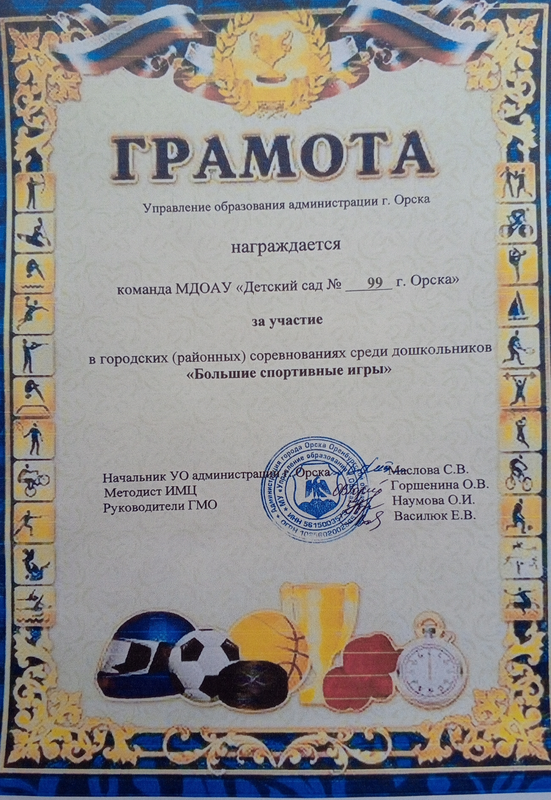 ГРАМОТА
Управление образования администрации г. Орска
награждается
команда МДОАУ «Детский сад № 99 г. Орска»
за участие
в городских (районных) соревнованиях среди дошкольников
«Большие спортивные игры»
Начальник УО администрации г. Орска Маслова С.В.
Методист ИМЦ Горшенина О.В.
Руководители ГМО Наумова О.И.
Василюк Е.В.